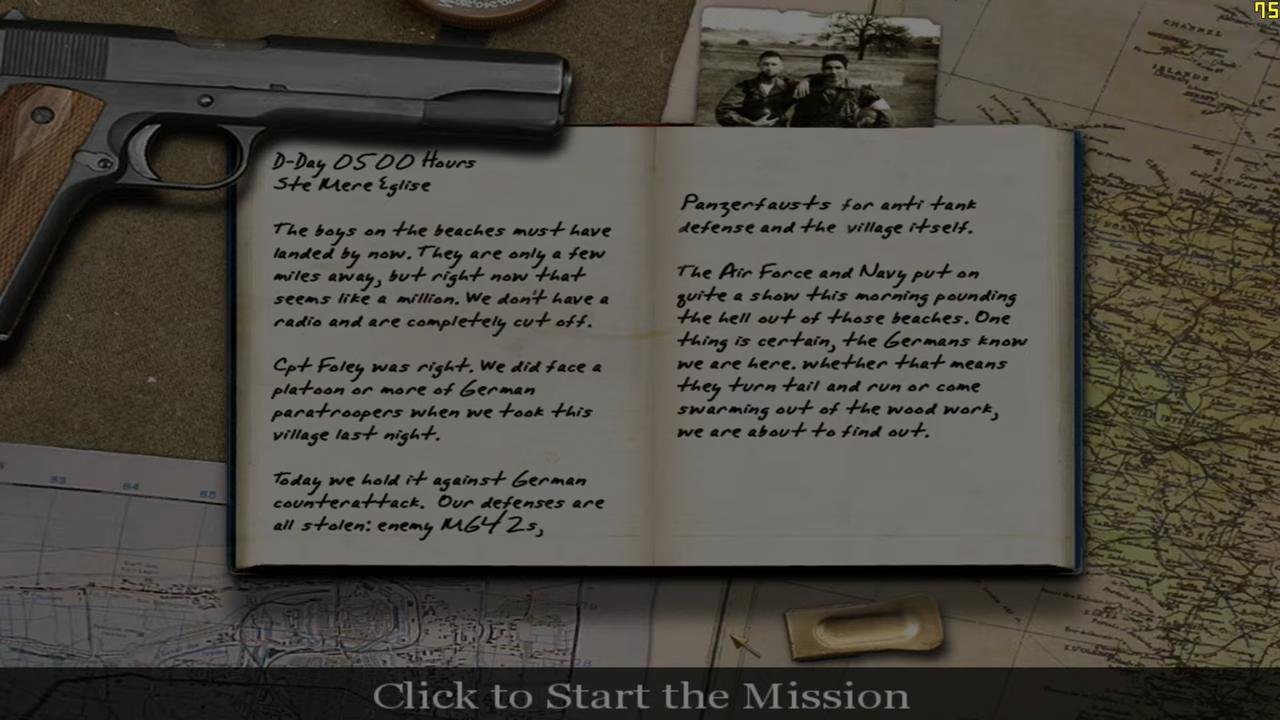 75
D-Day 0500 Hours
Ste Mere Eglise
The boys on the beaches must have
landed by now. They are only a few
miles away, but right now that
seems like a million. We don't have a
radio and are completely cut off.
Cpt Foley was right. We did face a
platoon or more of German
paratroopers when we took this
village last night.
Today we hold it against German
counterattack. Our defenses are
all stolen: enemy MG42s,
Panzerfausts for anti tank
defense and the village itself.
The Air Force and Navy put on
quite a show this morning pounding
the hell out of those beaches. One
thing is certain, the Germans know
we are here. whether that means
they turn tail and run or come
swarming out of the wood work,
we are about to find out.
CHANNEL
ISLANDS
83 84 85
Click to Start the Mission